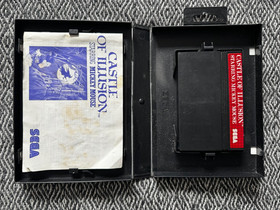 CASTLE
OF ILLUSION
STARRING MICKEY MOUSE
SEGA
CASTLE OF ILLUSION
STARRING MICKEY MOUSE
SEGA